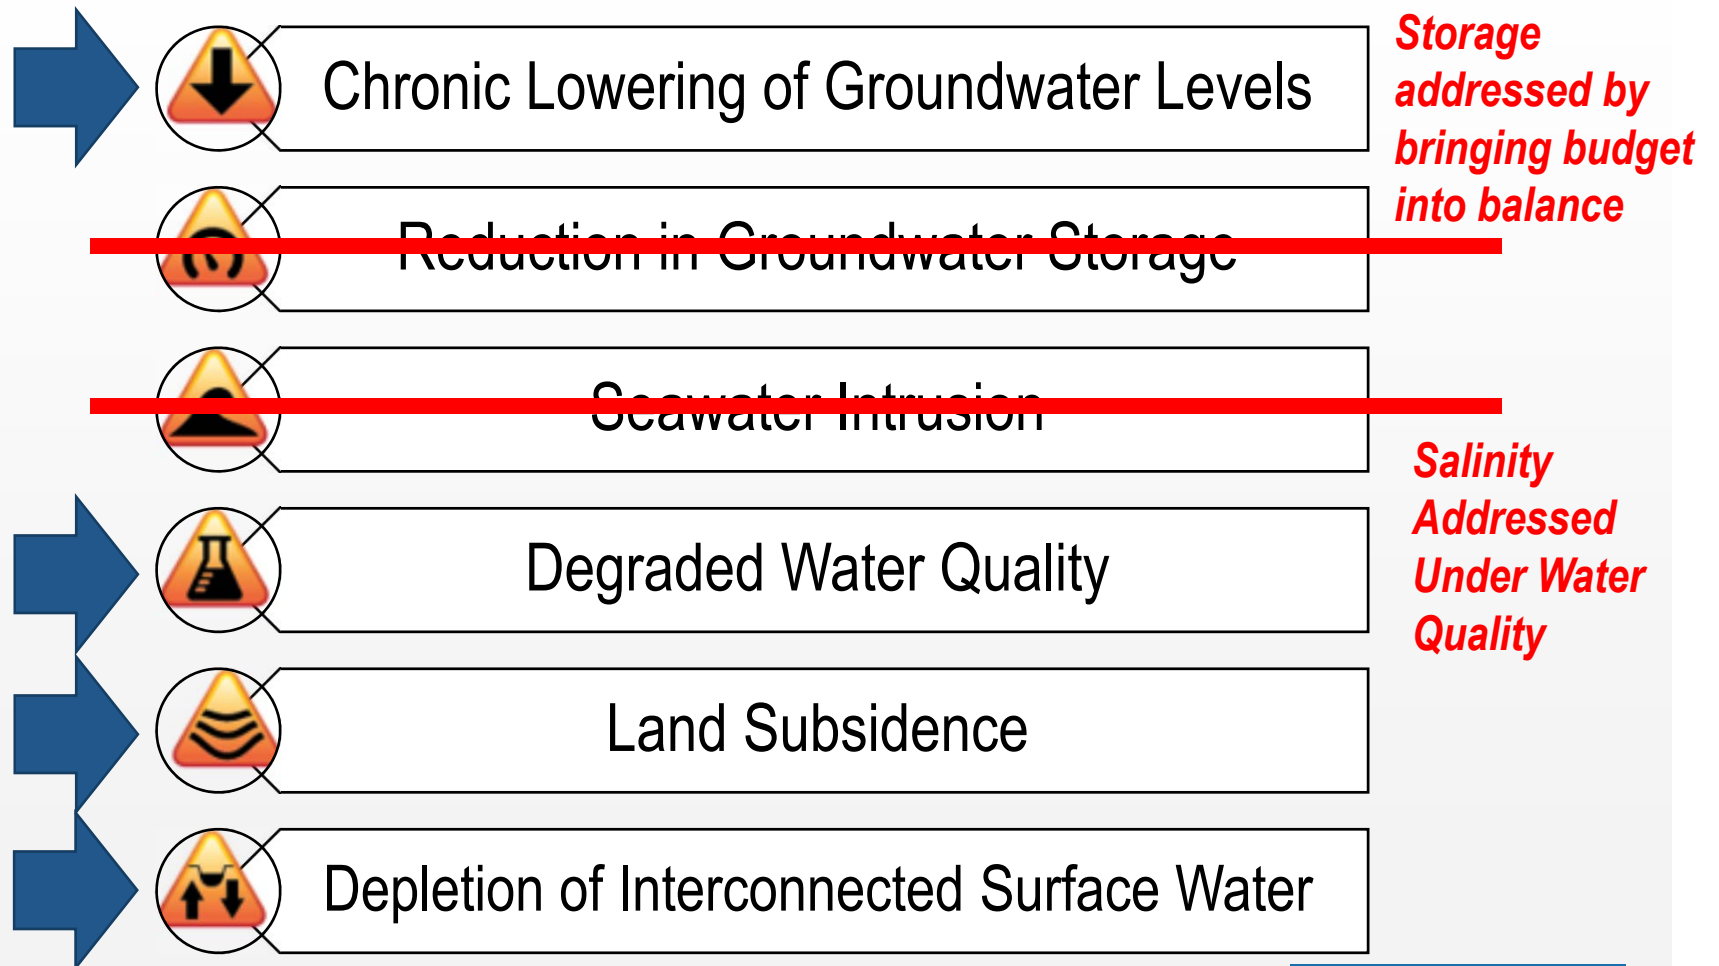 Chronic Lowering of Groundwater Levels
Storage
addressed by
bringing budget
into balance
Reduction in Groundwater Storage
Seawater Intrusion
Salinity
Addressed
Under Water
Quality
Degraded Water Quality
Land Subsidence
Depletion of Interconnected Surface Water